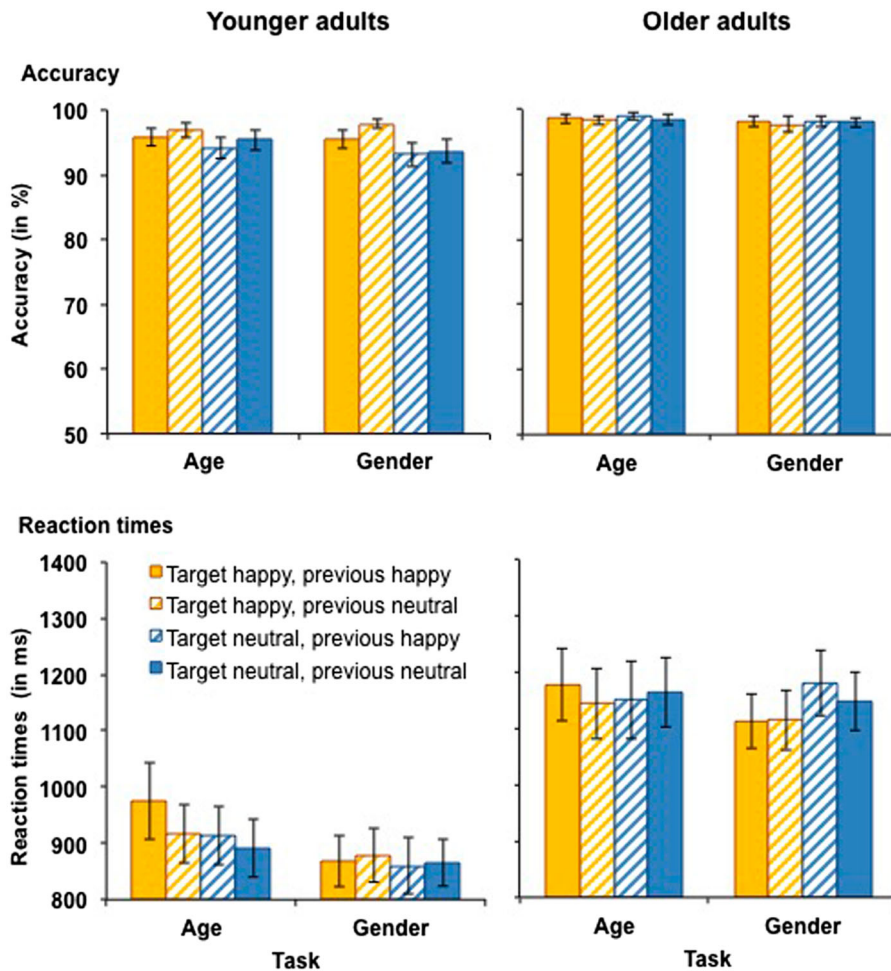 Younger adults
Older adults
Accuracy
Accuracy (in %)
100
90
80
70
60
50
Age
Gender
Age
Gender
Reaction times
Reaction times (in ms)
1400
1300
1200
1100
1000
900
800
Target happy, previous happy
Target happy, previous neutral
Target neutral, previous happy
Target neutral, previous neutral
Age
Gender
Task
Age
Gender
Task